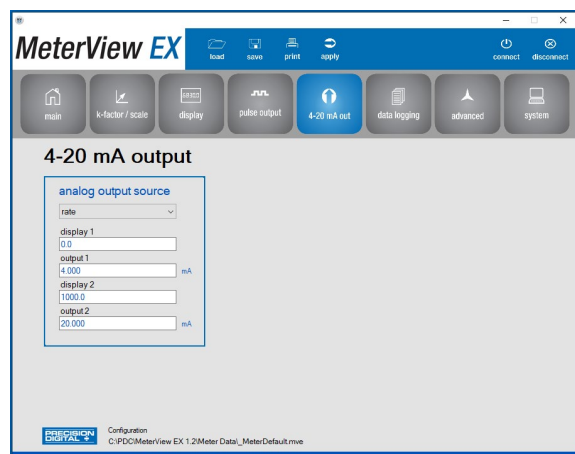 MeterView EX
load save print apply connect disconnect
main k-factor / scale display pulse output 4-20 mA out data logging advanced system
4-20 mA output
analog output source
rate
display 1
0.0
output 1
4.000 mA
display 2
1000.0
output 2
20.000 mA
PRECISION
DIGITAL
Configuration
C:\PDC\MeterView EX 1.2\Meter Data\_MeterDefault.mve